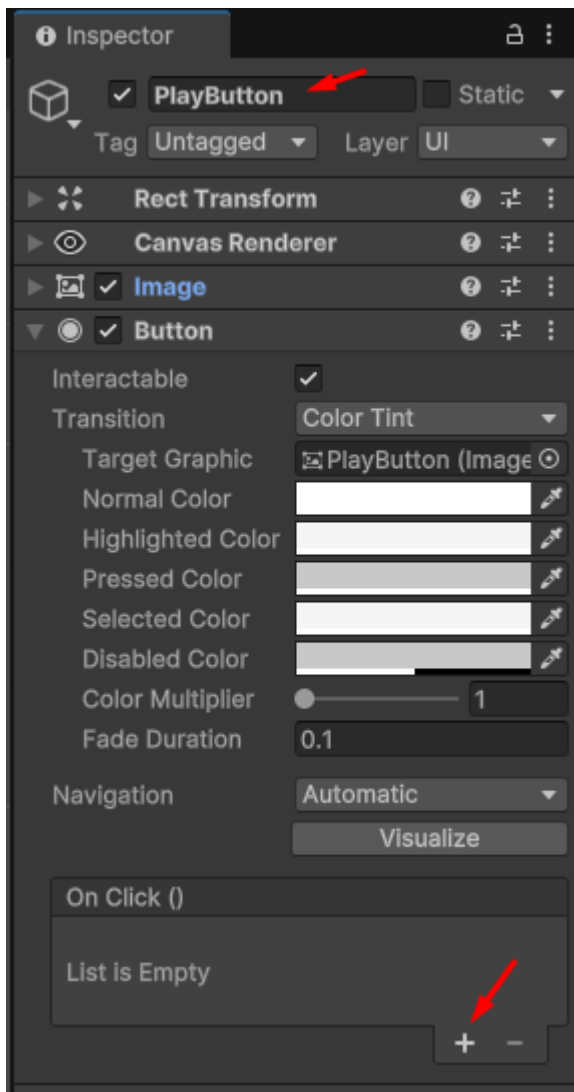 Inspector
PlayButton Static
Tag Untagged Layer UI
Rect Transform
Canvas Renderer
Image
Button
Interactable
Transition Color Tint
Target Graphic PlayButton (Image
Normal Color
Highlighted Color
Pressed Color
Selected Color
Disabled Color
Color Multiplier 1
Fade Duration 0.1
Navigation Automatic
Visualize
On Click ()
List is Empty